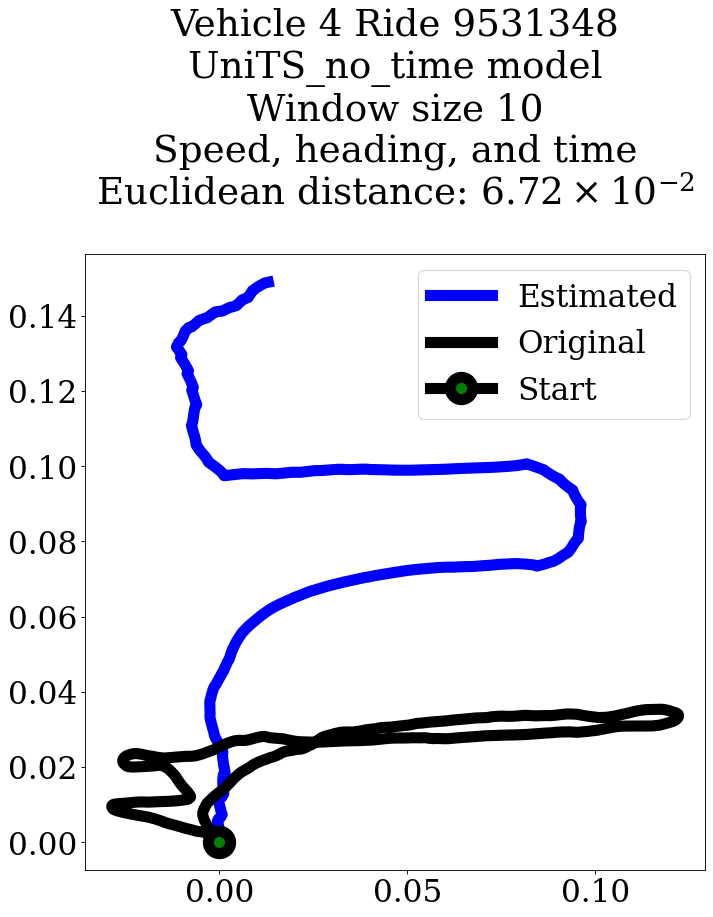 Vehicle 4 Ride 9531348
UniTS_no_time model
Window size 10
Speed, heading, and time
Euclidean distance: 6.72 × 10⁻²
Estimated
Original
Start
0.14
0.12
0.10
0.08
0.06
0.04
0.02
0.00
0.00 0.05 0.10